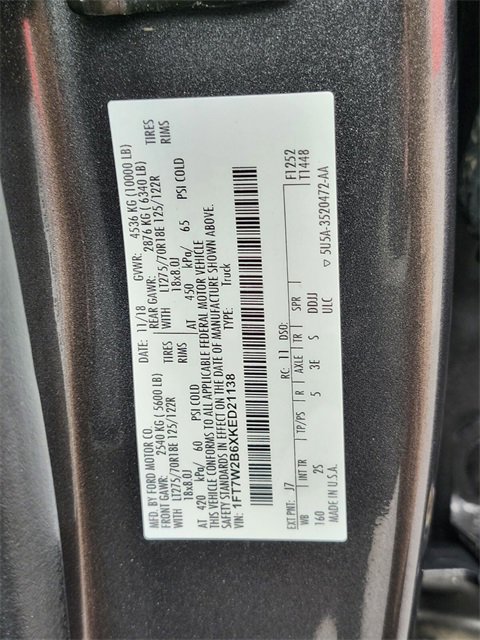 MFD. BY FORD MOTOR CO.
DATE: 11/18 GVWR: 4536 KG (10000 LB)
FRONT GAWR: 2540 KG (5600 LB) REAR GAWR: 2876 KG (6340 LB)
WITH LT275/70R18E 125/122R TIRES WITH LT275/70R18E 125/122R TIRES
18x8.0J RIMS 18x8.0J RIMS
AT 420 kPa/ 60 PSI COLD AT 450 kPa/ 65 PSI COLD
THIS VEHICLE CONFORMS TO ALL APPLICABLE FEDERAL MOTOR VEHICLE
SAFETY STANDARDS IN EFFECT ON THE DATE OF MANUFACTURE SHOWN ABOVE.
VIN: 1FT7W2B6XKED21138 TYPE: Truck
F1252
T1448
EXT PNT: J7 RC: 11 DSO:
WB INT TR TP/PS R AXLE TR SPR
160 2S 5 3E S DDJJ
ULC
MADE IN U.S.A. ▽ 5U5A-3520472-AA